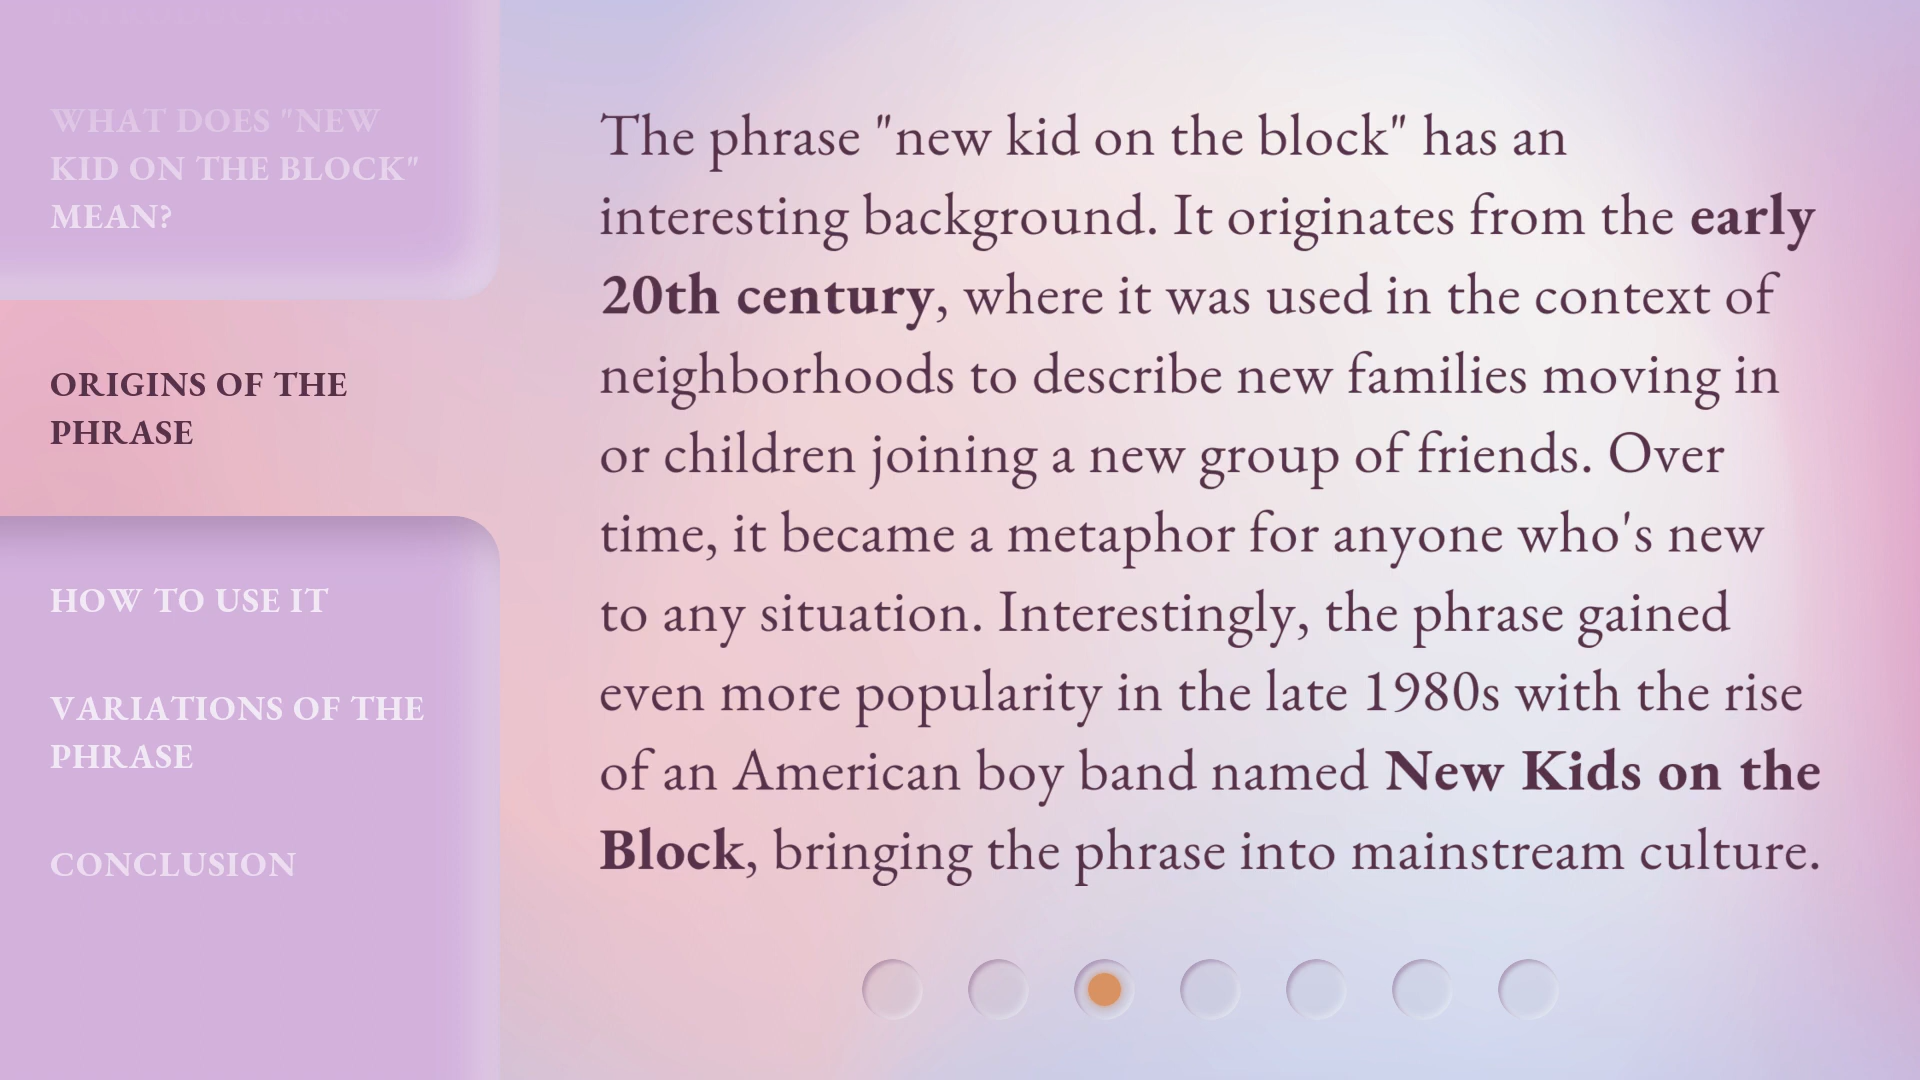 INTRODUCTION
WHAT DOES "NEW
KID ON THE BLOCK"
MEAN?
ORIGINS OF THE
PHRASE
HOW TO USE IT
VARIATIONS OF THE
PHRASE
CONCLUSION
The phrase "new kid on the block" has an
interesting background. It originates from the early
20th century, where it was used in the context of
neighborhoods to describe new families moving in
or children joining a new group of friends. Over
time, it became a metaphor for anyone who's new
to any situation. Interestingly, the phrase gained
even more popularity in the late 1980s with the rise
of an American boy band named New Kids on the
Block, bringing the phrase into mainstream culture.